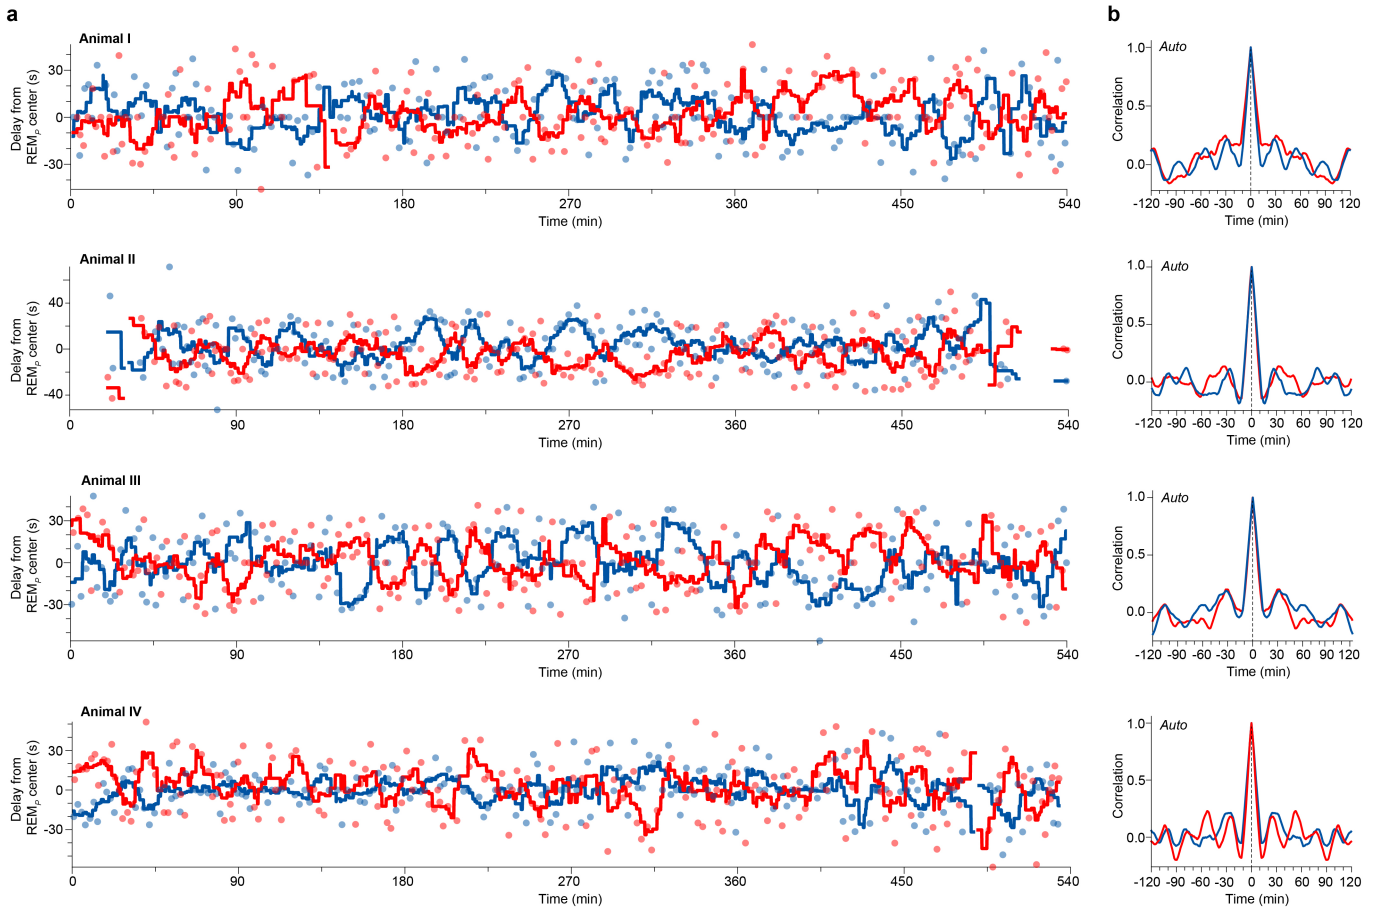 a
b
Animal I
Delay from
REMP center (s)
30
0
-30
0 90 180 270 360 450 540
Time (min)
Auto
Correlation
1.0
0.5
0.0
-120 -90 -60 -30 0 30 60 90 120
Time (min)
Animal II
Delay from
REMP center (s)
40
0
-40
0 90 180 270 360 450 540
Time (min)
Auto
Correlation
1.0
0.5
0.0
-120 -90 -60 -30 0 30 60 90 120
Time (min)
Animal III
Delay from
REMP center (s)
30
0
-30
0 90 180 270 360 450 540
Time (min)
Auto
Correlation
1.0
0.5
0.0
-120 -90 -60 -30 0 30 60 90 120
Time (min)
Animal IV
Delay from
REMP center (s)
30
0
-30
0 90 180 270 360 450 540
Time (min)
Auto
Correlation
1.0
0.5
0.0
-120 -90 -60 -30 0 30 60 90 120
Time (min)